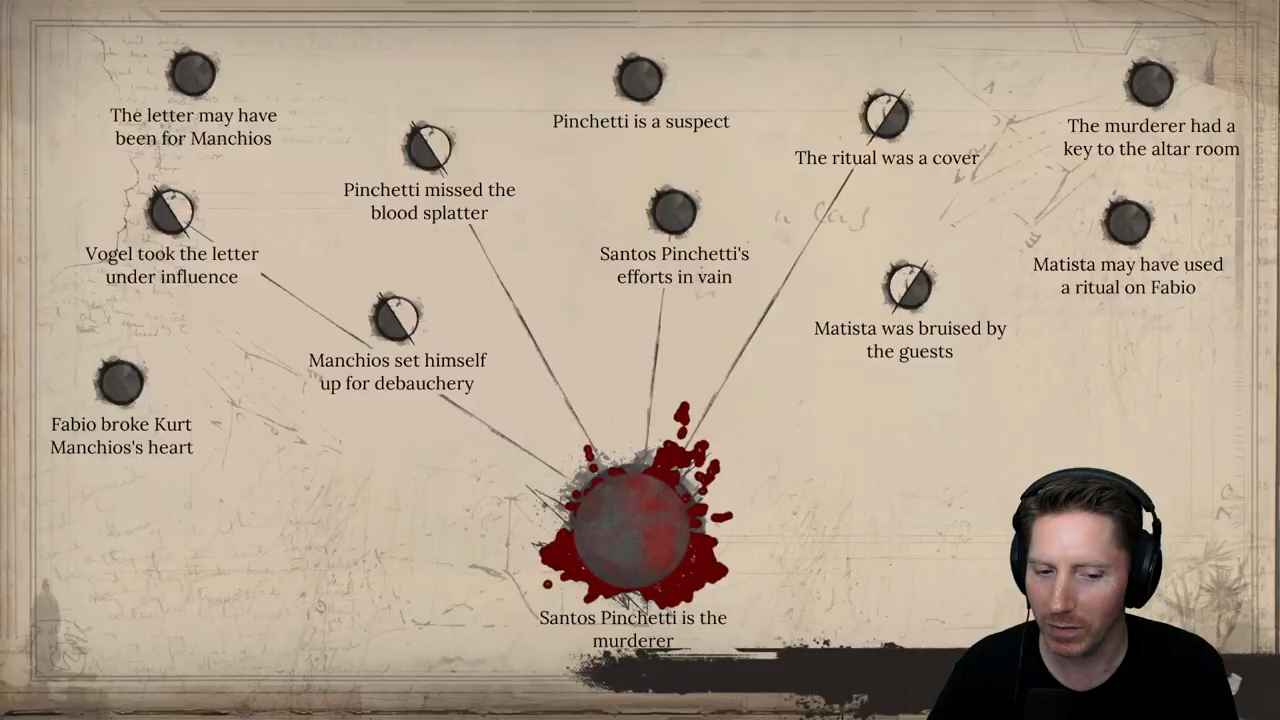 The letter may have
been for Manchios
Pinchetti missed the
blood splatter
Pinchetti is a suspect
The ritual was a cover
The murderer had a
key to the altar room
Vogel took the letter
under influence
Santos Pinchetti's
efforts in vain
Matista may have used
a ritual on Fabio
Manchios set himself
up for debauchery
Matista was bruised by
the guests
Fabio broke Kurt
Manchios's heart
Santos Pinchetti is the
murderer